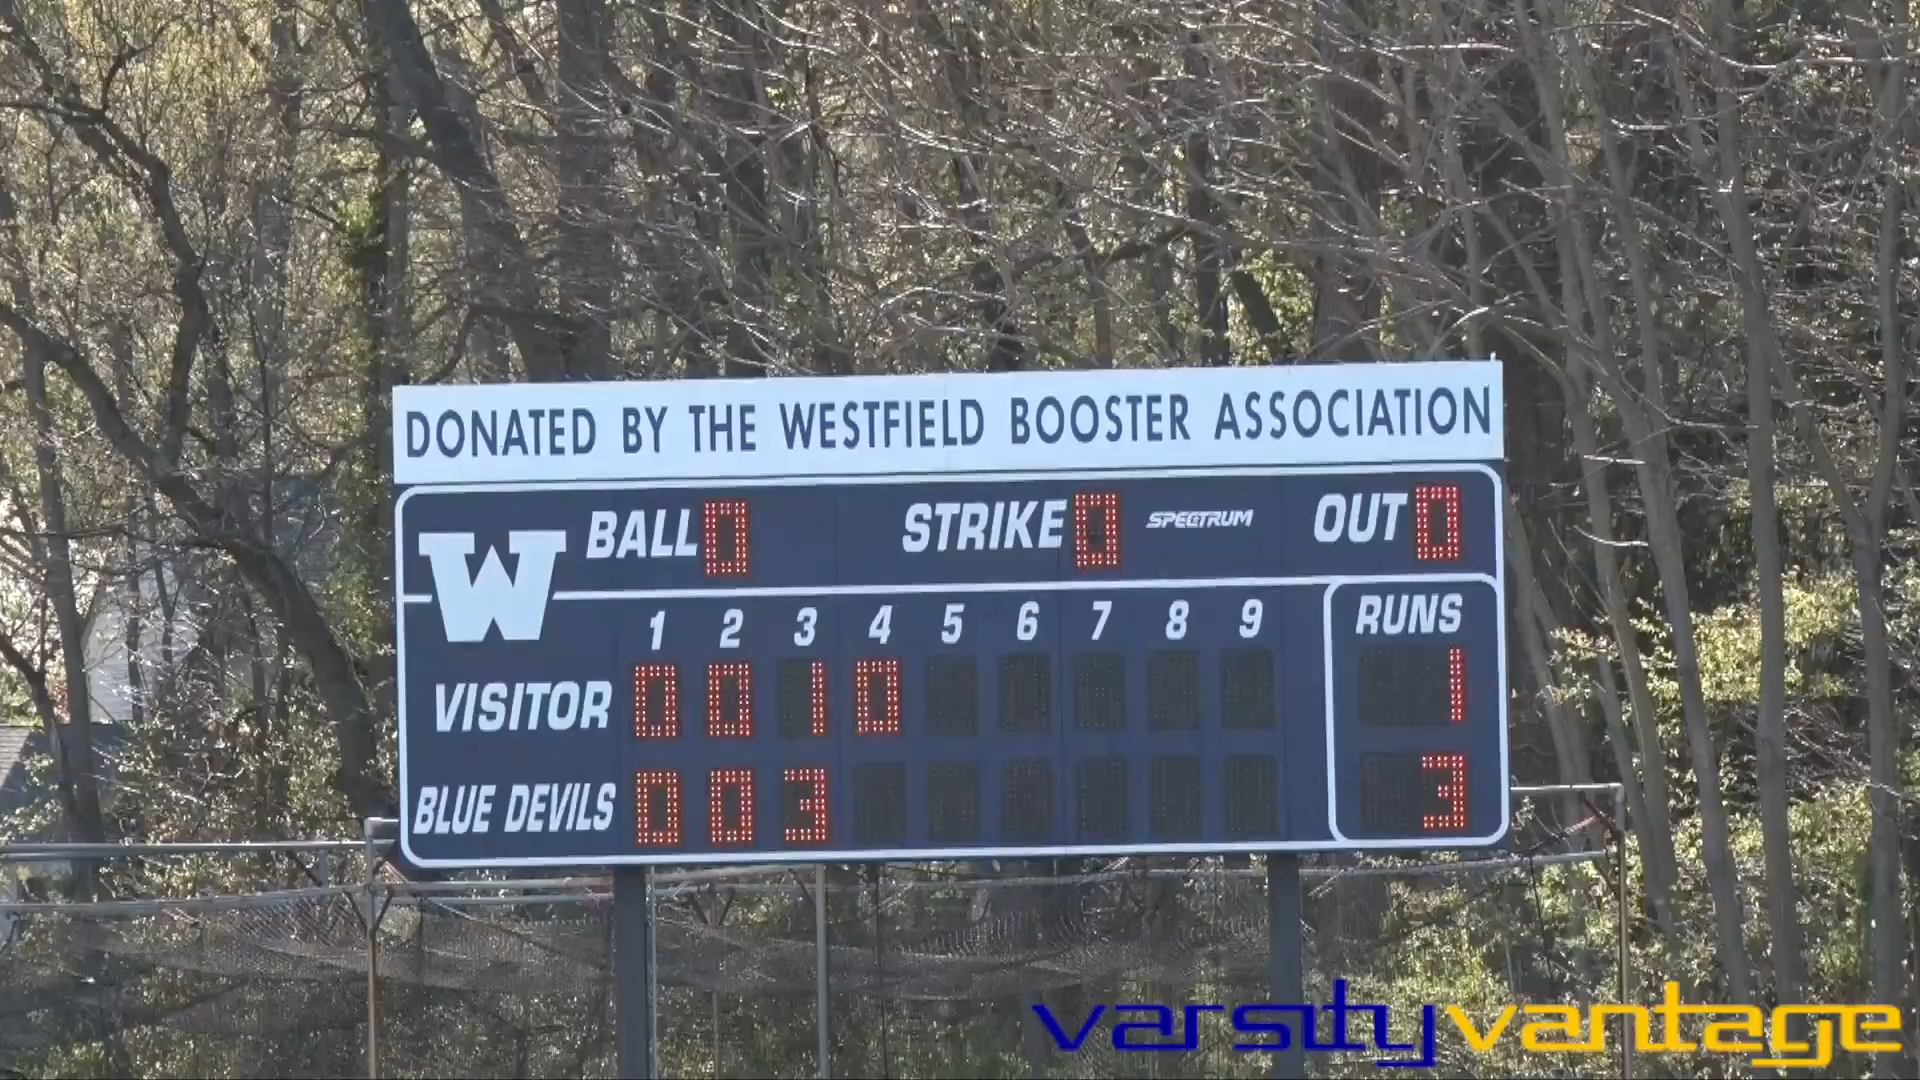 DONATED BY THE WESTFIELD BOOSTER ASSOCIATION
BALL 0 STRIKE 0 SPECTRUM OUT 0
W
1 2 3 4 5 6 7 8 9 RUNS
VISITOR 0 0 1 0 1
BLUE DEVILS 0 0 3 3
varsityvantage